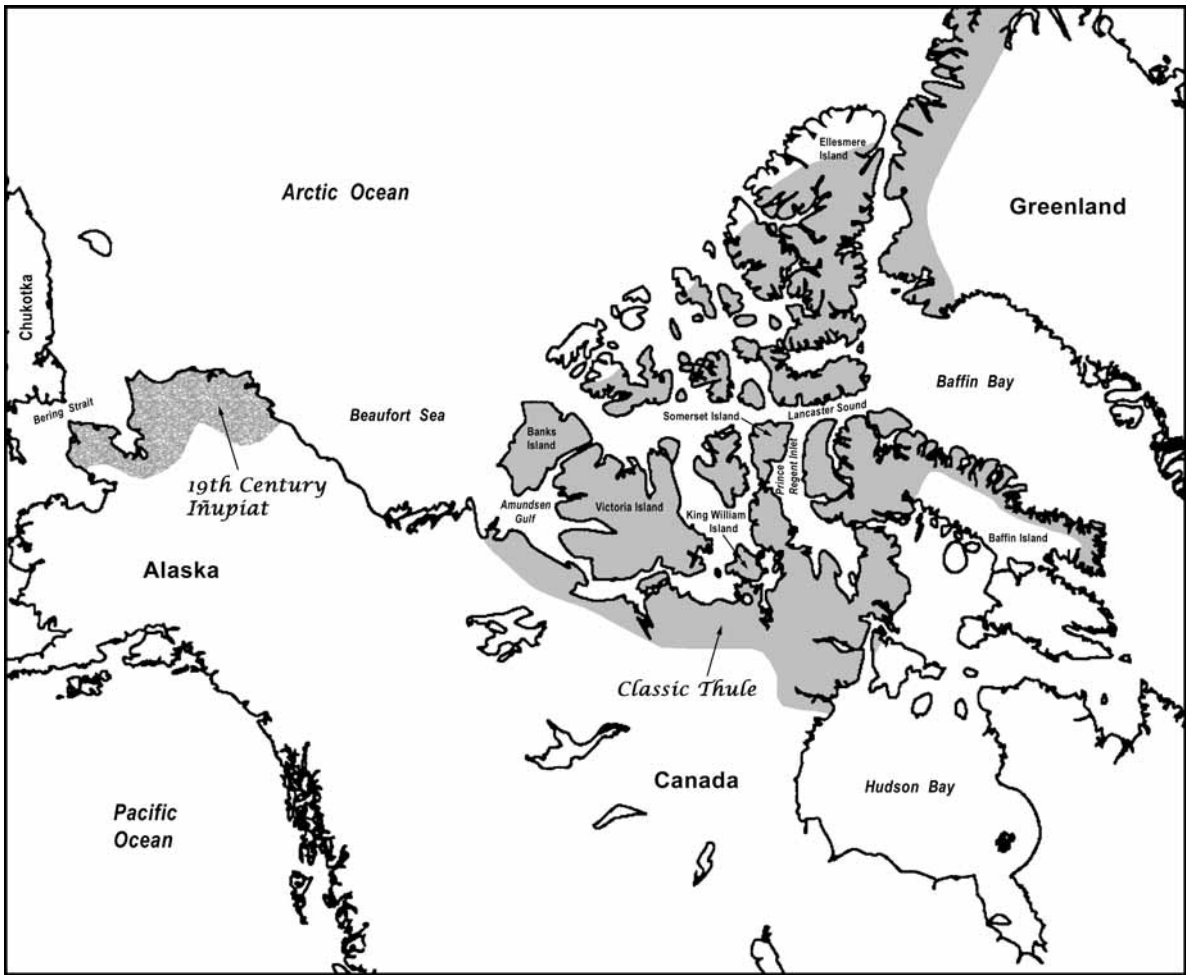 Ellesmere
Island
Arctic Ocean
Greenland
Chukotka
Baffin Bay
Bering Strait
Beaufort Sea
Somerset Island
Lancaster Sound
Banks
Island
Prince
Regent Inlet
19th Century
Iñupiat
Amundsen
Gulf
Victoria Island
King William
Island
Baffin Island
Alaska
Classic Thule
Canada
Hudson Bay
Pacific
Ocean